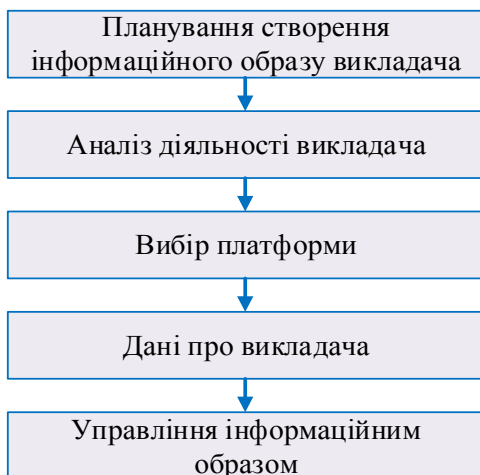 Планування створення
інформаційного образу викладача
Аналіз діяльності викладача
Вибір платформи
Дані про викладача
Управління інформаційним
образом